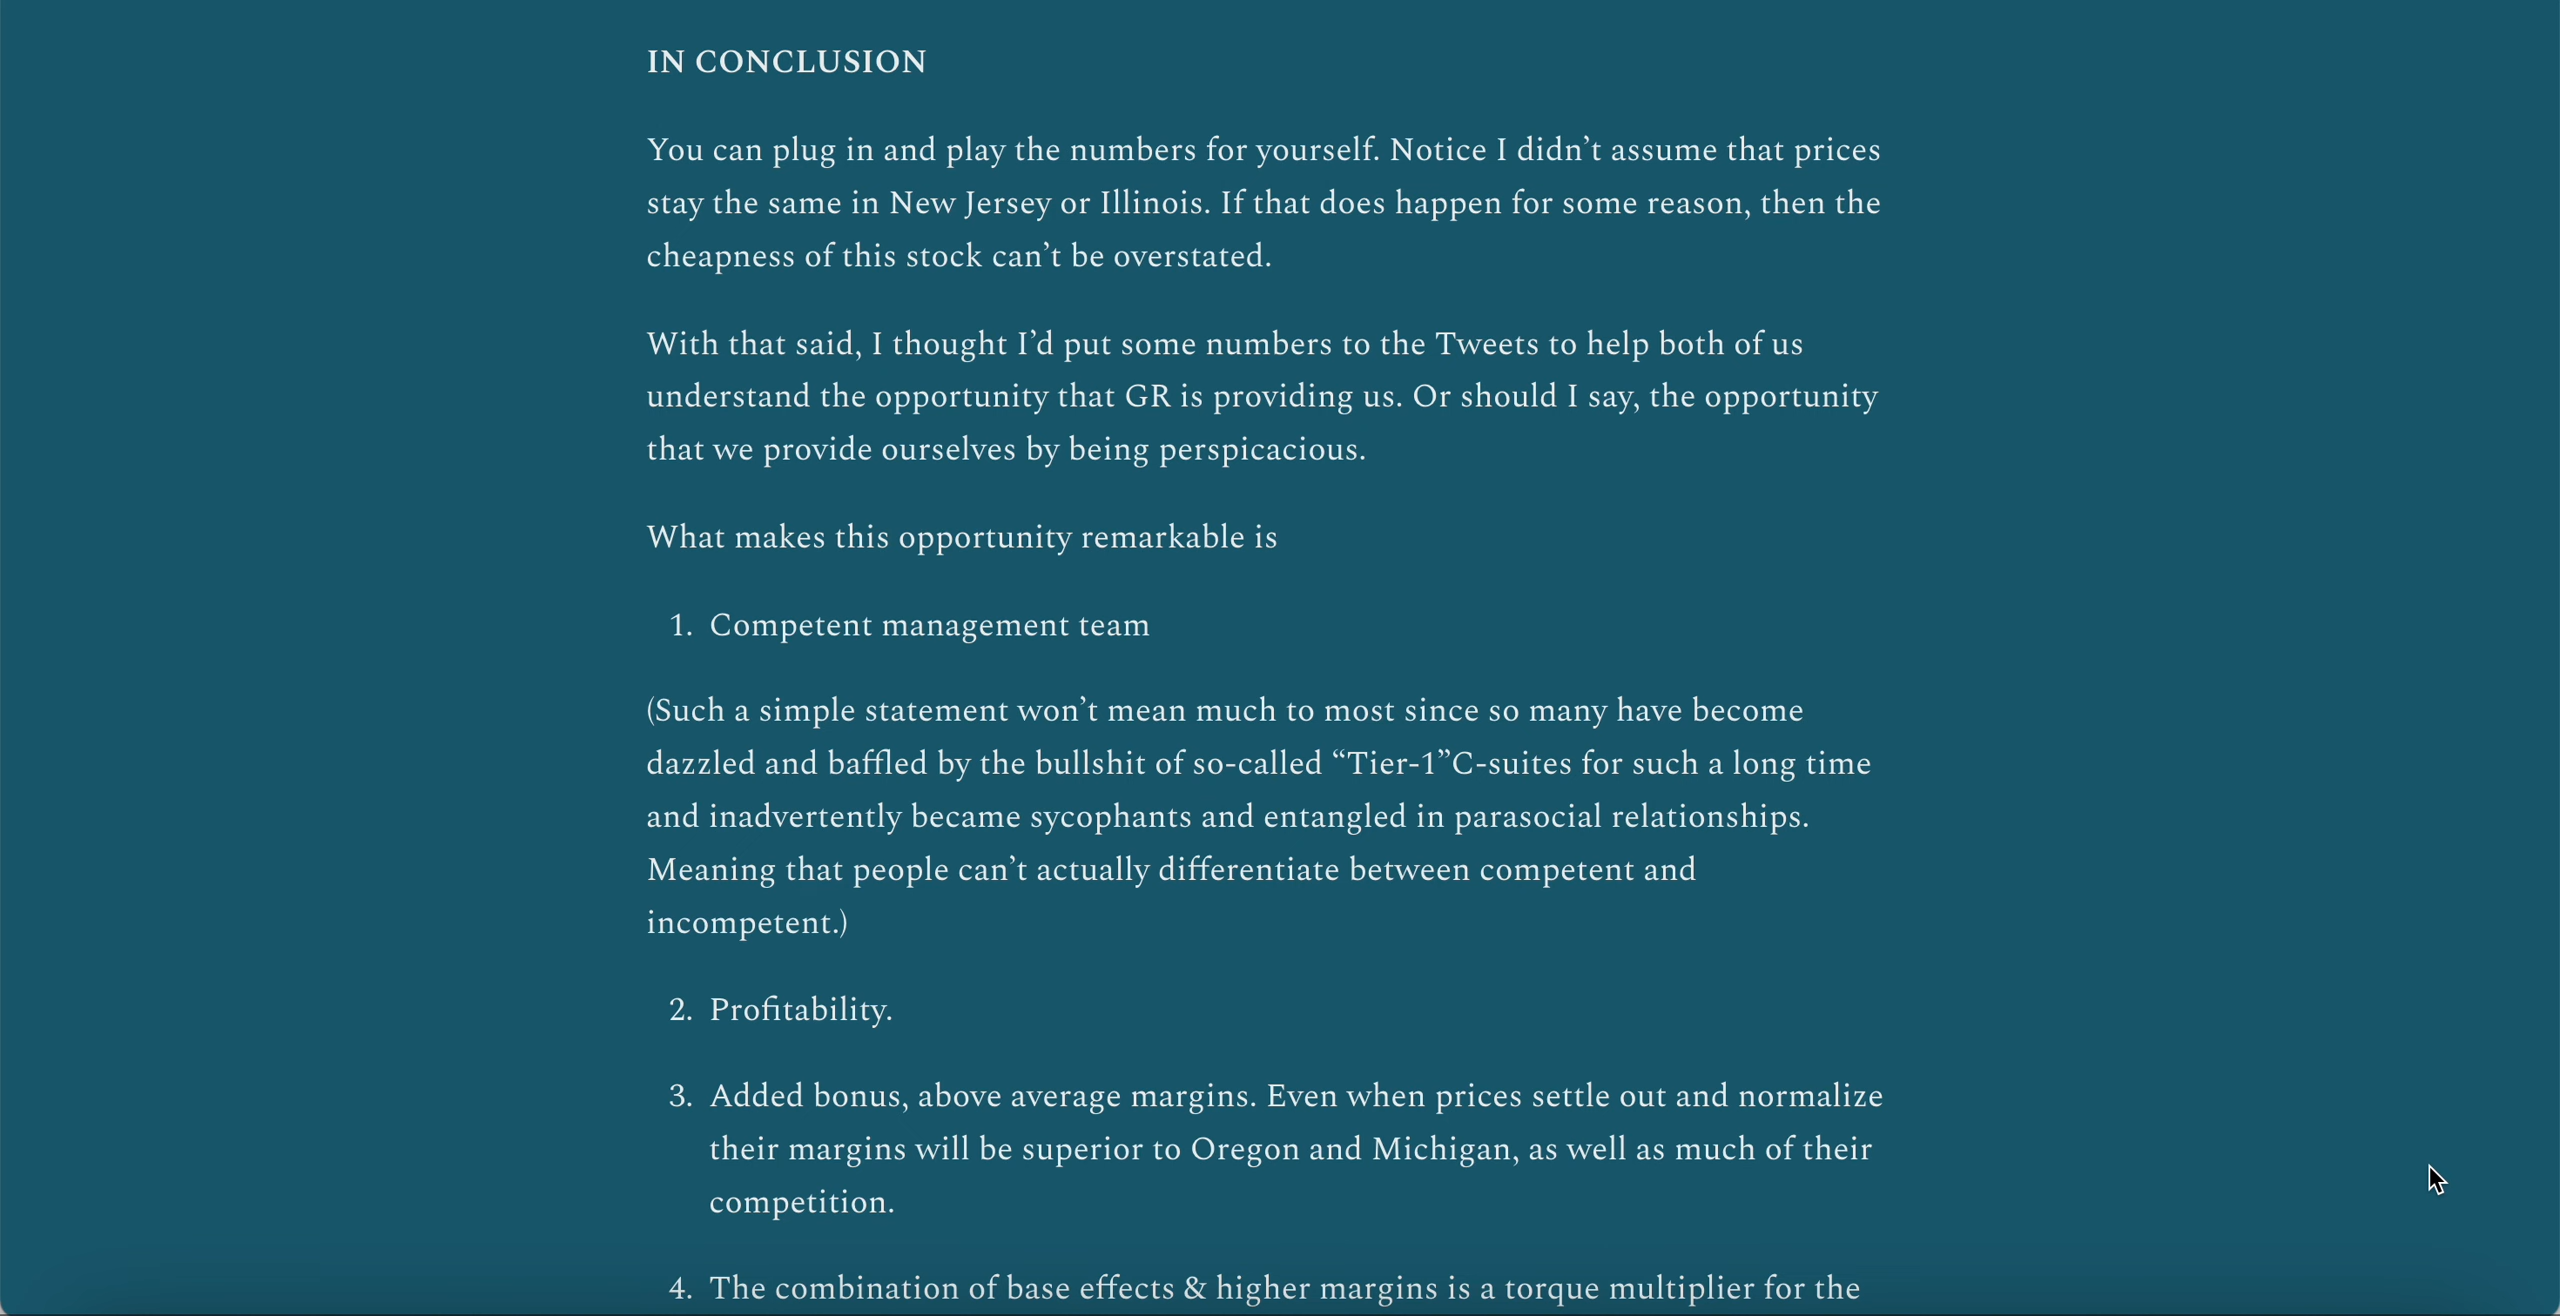 IN CONCLUSION
You can plug in and play the numbers for yourself. Notice I didn’t assume that prices
stay the same in New Jersey or Illinois. If that does happen for some reason, then the
cheapness of this stock can’t be overstated.
With that said, I thought I’d put some numbers to the Tweets to help both of us
understand the opportunity that GR is providing us. Or should I say, the opportunity
that we provide ourselves by being perspicacious.
What makes this opportunity remarkable is
1. Competent management team
(Such a simple statement won’t mean much to most since so many have become
dazzled and baffled by the bullshit of so-called “Tier-1”C-suites for such a long time
and inadvertently became sycophants and entangled in parasocial relationships.
Meaning that people can’t actually differentiate between competent and
incompetent.)
2. Profitability.
3. Added bonus, above average margins. Even when prices settle out and normalize
their margins will be superior to Oregon and Michigan, as well as much of their
competition.
4. The combination of base effects & higher margins is a torque multiplier for the